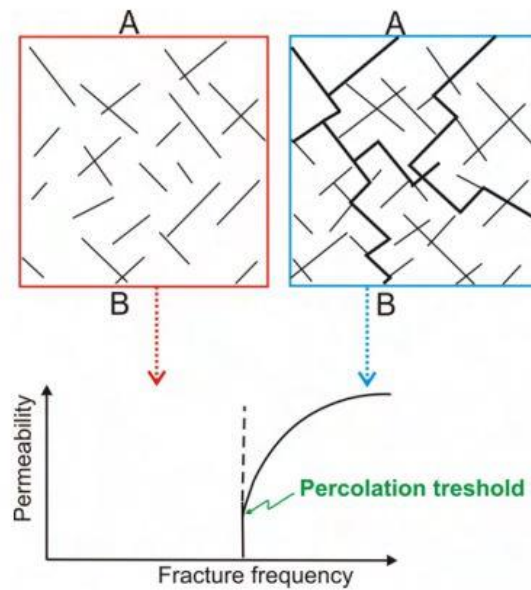 A A
B B
Permeability
Percolation treshold
Fracture frequency